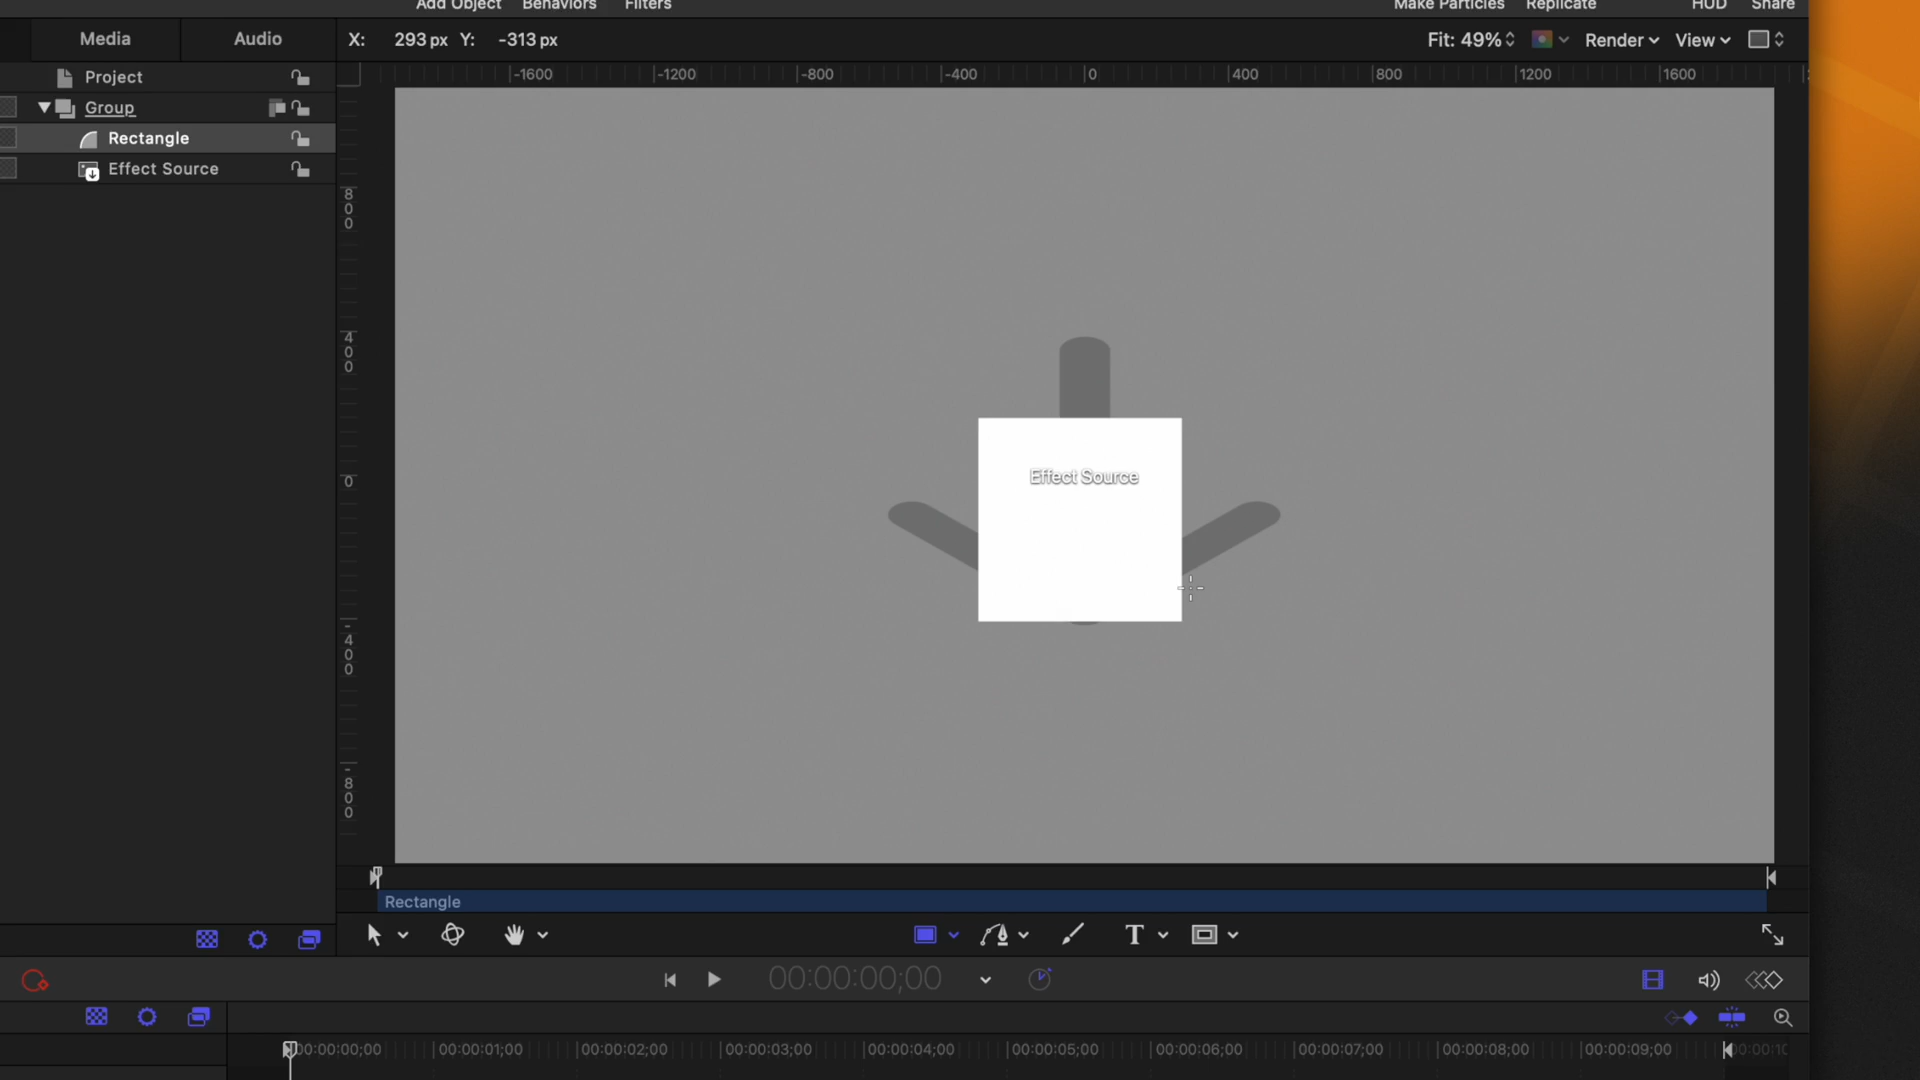 Add Object Behaviors Filters Make Particles Replicate HUD Share
Media Audio X: 293 px Y: -313 px Fit: 49% Render View
Project
Group
Rectangle
Effect Source
-1600 -1200 -800 -400 0 400 800 1200 1600
800
400
0
-400
-800
Effect Source
Rectangle
T
00:00:00;00
00:00:00;00 00:00:01;00 00:00:02;00 00:00:03;00 00:00:04;00 00:00:05;00 00:00:06;00 00:00:07;00 00:00:08;00 00:00:09;00